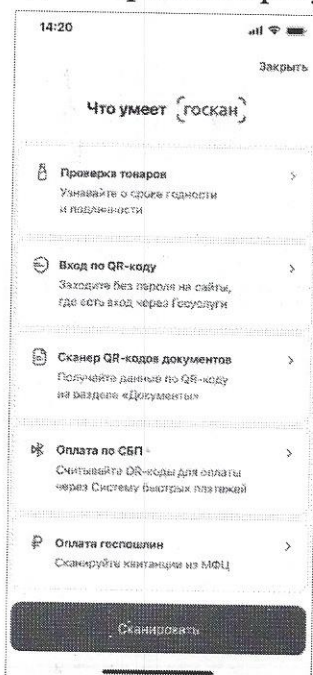 14:20
Закрыть
Что умеет госкан
Проверка товаров
Узнавайте о сроке годности
и подлинности
Вход по QR-коду
Заходите без пароля на сайты,
где есть вход через Госуслуги
Сканер QR-кодов документов
Получайте данные по QR-коду
из раздела «Документы»
Оплата по СБП
Считывайте QR-коды для оплаты
через Систему быстрых платежей
₽ Оплата госпошлин
Сканируйте квитанции из МФЦ
Сканировать